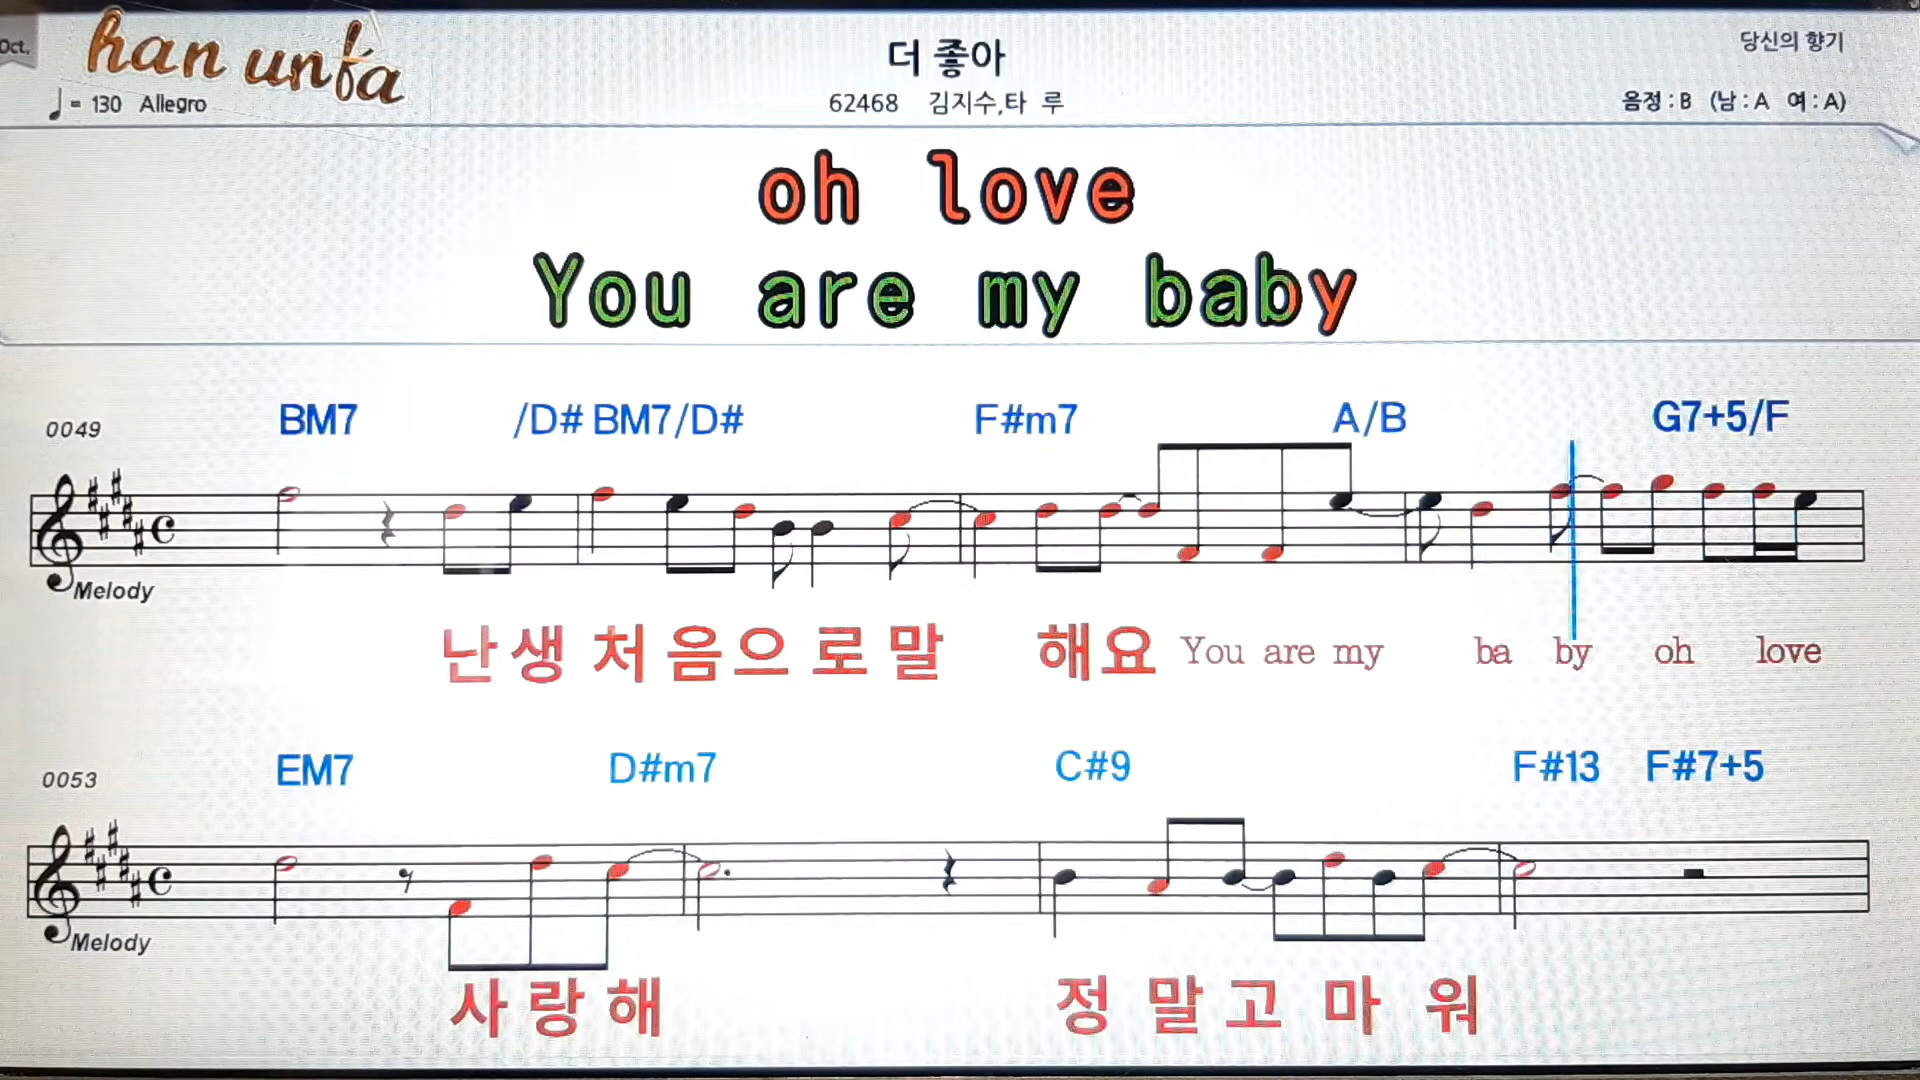 Oct.
han unfa
더 좋아
당신의 향기
♩ = 130 Allegro
62468 김지수,타 루
음정 : B (남 : A 여 : A)
oh love
You are my baby
0049
BM7 /D# BM7/D# F#m7 A/B G7+5/F
Melody
난생 처음으로말 해요 You are my ba by oh love
0053
EM7 D#m7 C#9 F#13 F#7+5
Melody
사랑해 정말고마워